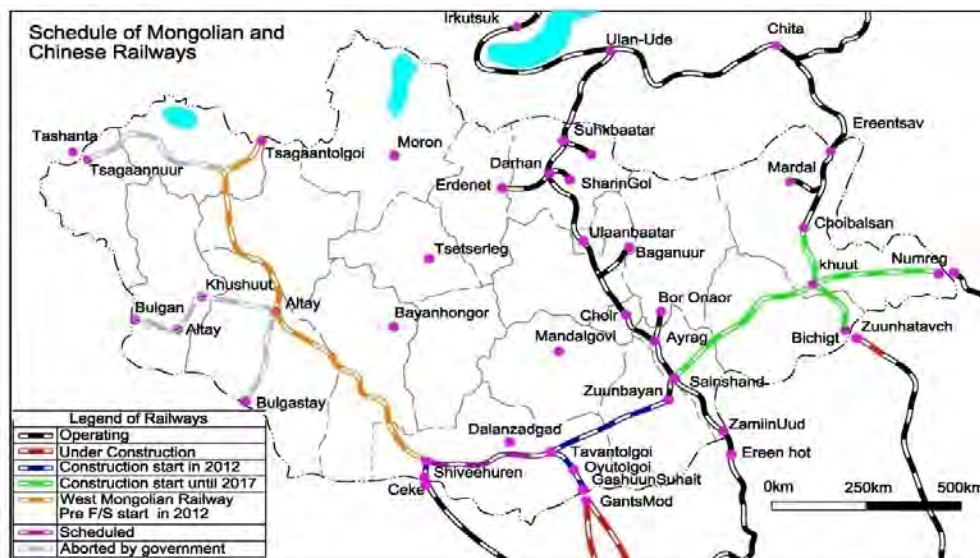 Schedule of Mongolian and
Chinese Railways
Irkutsuk
Ulan-Ude
Chita
Ereentsav
Tashanta
Tsagaannuur
Tsagaantolgoi
Moron
Suhkbaatar
Darhan
Erdenet
SharinGol
Mardal
Choibalsan
Ulaanbaatar
Baganuur
Tsetserleg
khuut
Numreg
Khushuut
Bulgan
Altay
Altay
Bayanhongor
Choir
Bor Onaor
Ayrag
Mandalgovi
Bichigt
Zuunhatavch
Zuunbayan
Sainshand
Bulgastay
Dalanzadgad
ZamiinUud
Tavantolgoi
Ereen hot
Shiveehuren
Oyutolgoi
GashuunSuhait
Ceke
GantsMod
Legend of Railways
Operating
Under Construction
Construction start in 2012
Construction start until 2017
West Mongolian Railway
Pre F/S start in 2012
Scheduled
Aborted by government
0km 250km 500km